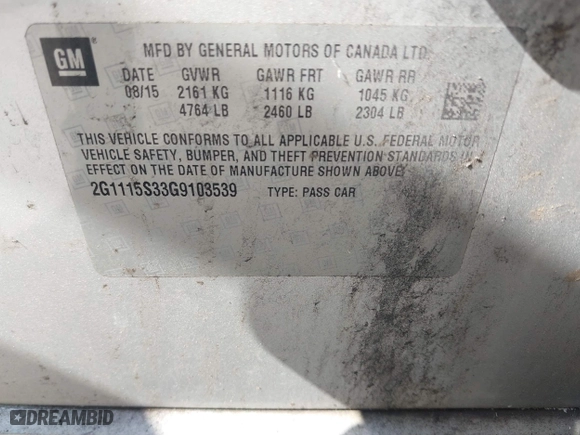 GM
MFD BY GENERAL MOTORS OF CANADA LTD.
DATE GVWR GAWR FRT GAWR RR
08/15 2161 KG 1116 KG 1045 KG
4764 LB 2460 LB 2304 LB
THIS VEHICLE CONFORMS TO ALL APPLICABLE U.S. FEDERAL MOTOR
VEHICLE SAFETY, BUMPER, AND THEFT PREVENTION STANDARDS IN
EFFECT ON THE DATE OF MANUFACTURE SHOWN ABOVE.
2G1115S33G9103539 TYPE: PASS CAR
DREAMBID